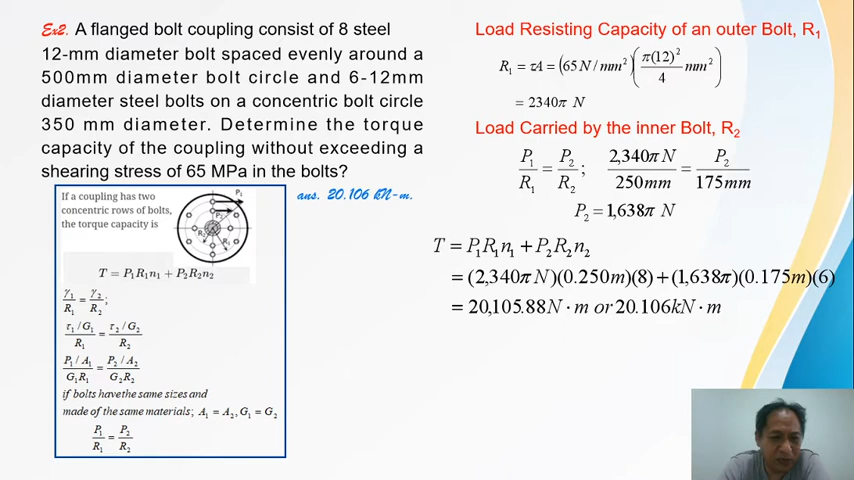 Ex2. A flanged bolt coupling consist of 8 steel
12-mm diameter bolt spaced evenly around a
500mm diameter bolt circle and 6-12mm
diameter steel bolts on a concentric bolt circle
350 mm diameter. Determine the torque
capacity of the coupling without exceeding a
shearing stress of 65 MPa in the bolts?
ans. 20.106 kN-m.
If a coupling has two
concentric rows of bolts,
the torque capacity is
P₁
P₂
R₂
R₁
T = P₁R₁n₁ + P₂R₂n₂
γ₁/R₁ = γ₂/R₂;
(τ₁/G₁)/R₁ = (τ₂/G₂)/R₂
(P₁/A₁)/(G₁R₁) = (P₂/A₂)/(G₂R₂)
if bolts have the same sizes and
made of the same materials; A₁ = A₂, G₁ = G₂
P₁/R₁ = P₂/R₂
Load Resisting Capacity of an outer Bolt, R₁
R₁ = τA = (65 N/mm²)(π(12)²/4 mm²)
= 2340π N
Load Carried by the inner Bolt, R₂
P₁/R₁ = P₂/R₂; 2,340π N/250mm = P₂/175mm
P₂ = 1,638π N
T = P₁R₁n₁ + P₂R₂n₂
= (2,340π N)(0.250m)(8) + (1,638π)(0.175m)(6)
= 20,105.88N·m or 20.106kN·m